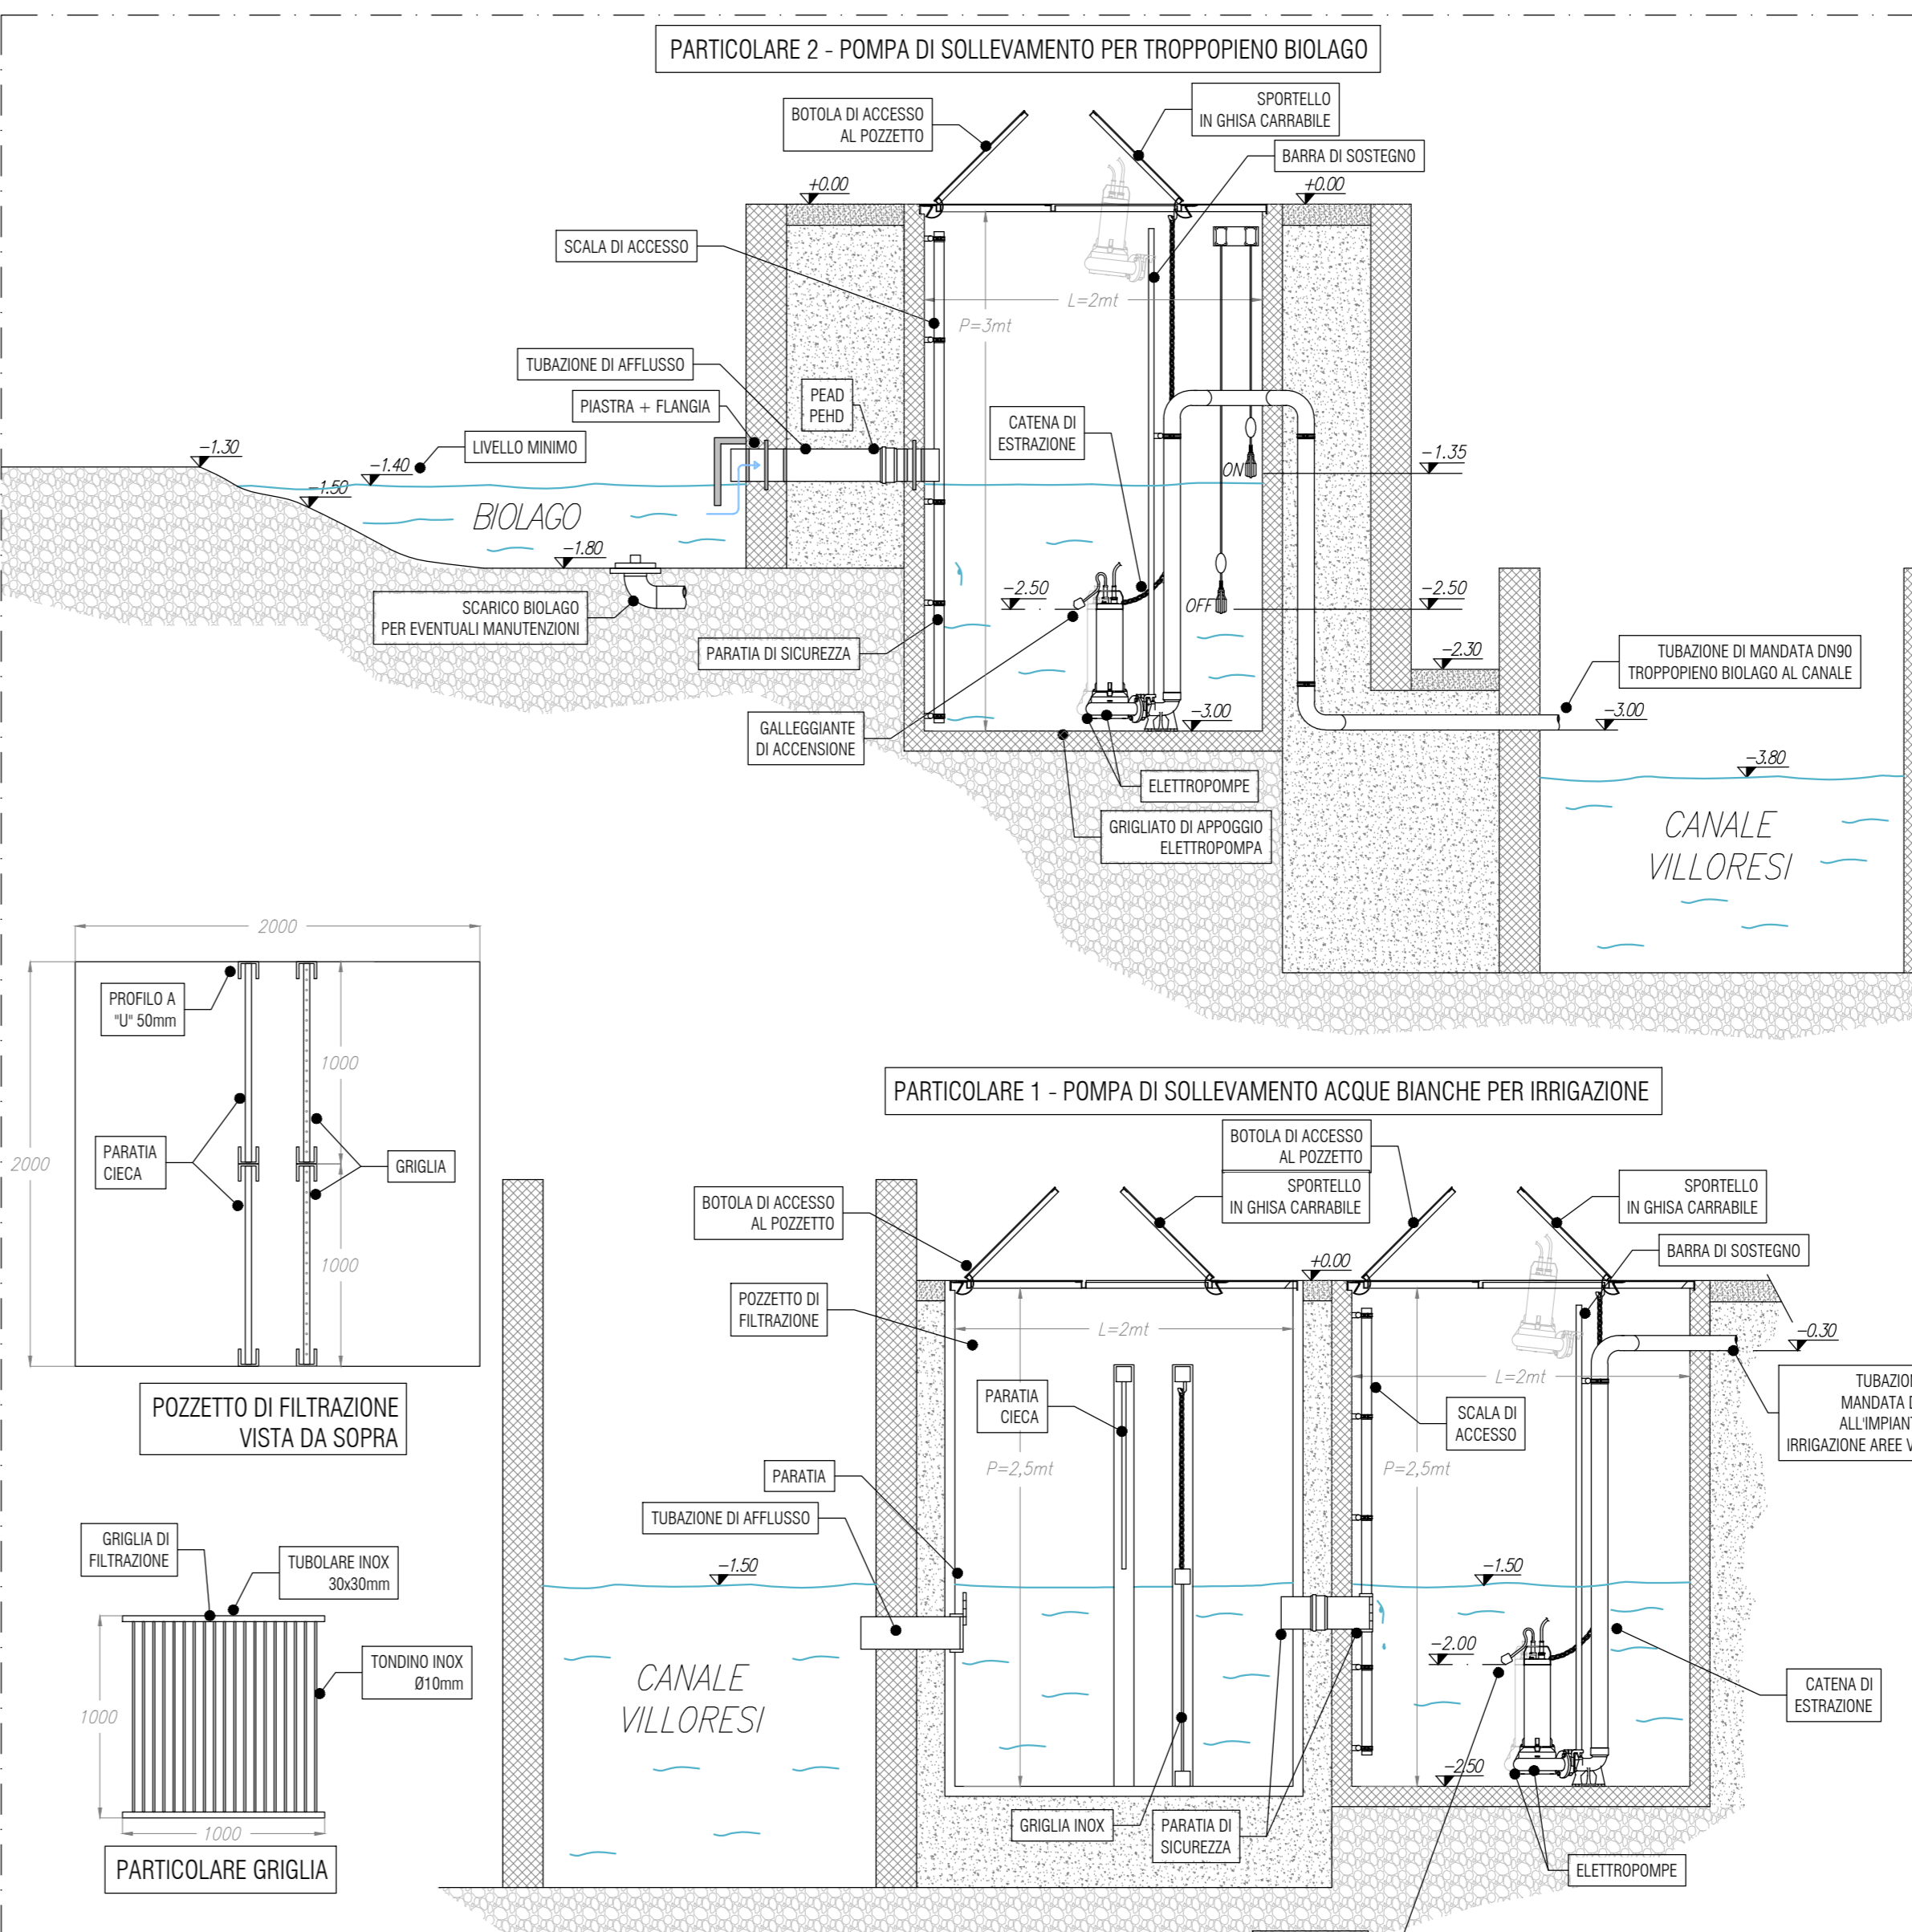 PARTICOLARE 2 - POMPA DI SOLLEVAMENTO PER TROPPOPIENO BIOLAGO
BOTOLA DI ACCESSO
AL POZZETTO
SPORTELLO
IN GHISA CARRABILE
BARRA DI SOSTEGNO
+0.00
+0.00
SCALA DI ACCESSO
L=2mt
P=3mt
TUBAZIONE DI AFFLUSSO
PIASTRA + FLANGIA
PEAD
PEHD
CATENA DI
ESTRAZIONE
LIVELLO MINIMO
-1.30
-1.40
-1.50
ON
-1.35
BIOLAGO
-1.80
SCARICO BIOLAGO
PER EVENTUALI MANUTENZIONI
-2.50
OFF
-2.50
PARATIA DI SICUREZZA
-2.30
TUBAZIONE DI MANDATA DN90
TROPPOPIENO BIOLAGO AL CANALE
GALLEGGIANTE
DI ACCENSIONE
-3.00
-3.00
ELETTROPOMPE
-3.80
GRIGLIATO DI APPOGGIO
ELETTROPOMPA
CANALE
VILLORESI
2000
PROFILO A
"U" 50mm
1000
PARATIA
CIECA
GRIGLIA
2000
1000
POZZETTO DI FILTRAZIONE
VISTA DA SOPRA
GRIGLIA DI
FILTRAZIONE
TUBOLARE INOX
30x30mm
TONDINO INOX
Ø10mm
1000
1000
PARTICOLARE GRIGLIA
PARTICOLARE 1 - POMPA DI SOLLEVAMENTO ACQUE BIANCHE PER IRRIGAZIONE
BOTOLA DI ACCESSO
AL POZZETTO
SPORTELLO
IN GHISA CARRABILE
BOTOLA DI ACCESSO
AL POZZETTO
SPORTELLO
IN GHISA CARRABILE
BARRA DI SOSTEGNO
+0.00
POZZETTO DI
FILTRAZIONE
L=2mt
-0.30
L=2mt
PARATIA
CIECA
SCALA DI
ACCESSO
TUBAZION
MANDATA D
ALL'IMPIANT
IRRIGAZIONE AREE V
P=2,5mt
P=2,5mt
PARATIA
TUBAZIONE DI AFFLUSSO
-1.50
-1.50
-2.00
CANALE
VILLORESI
CATENA DI
ESTRAZIONE
-2.50
GRIGLIA INOX
PARATIA DI
SICUREZZA
ELETTROPOMPE